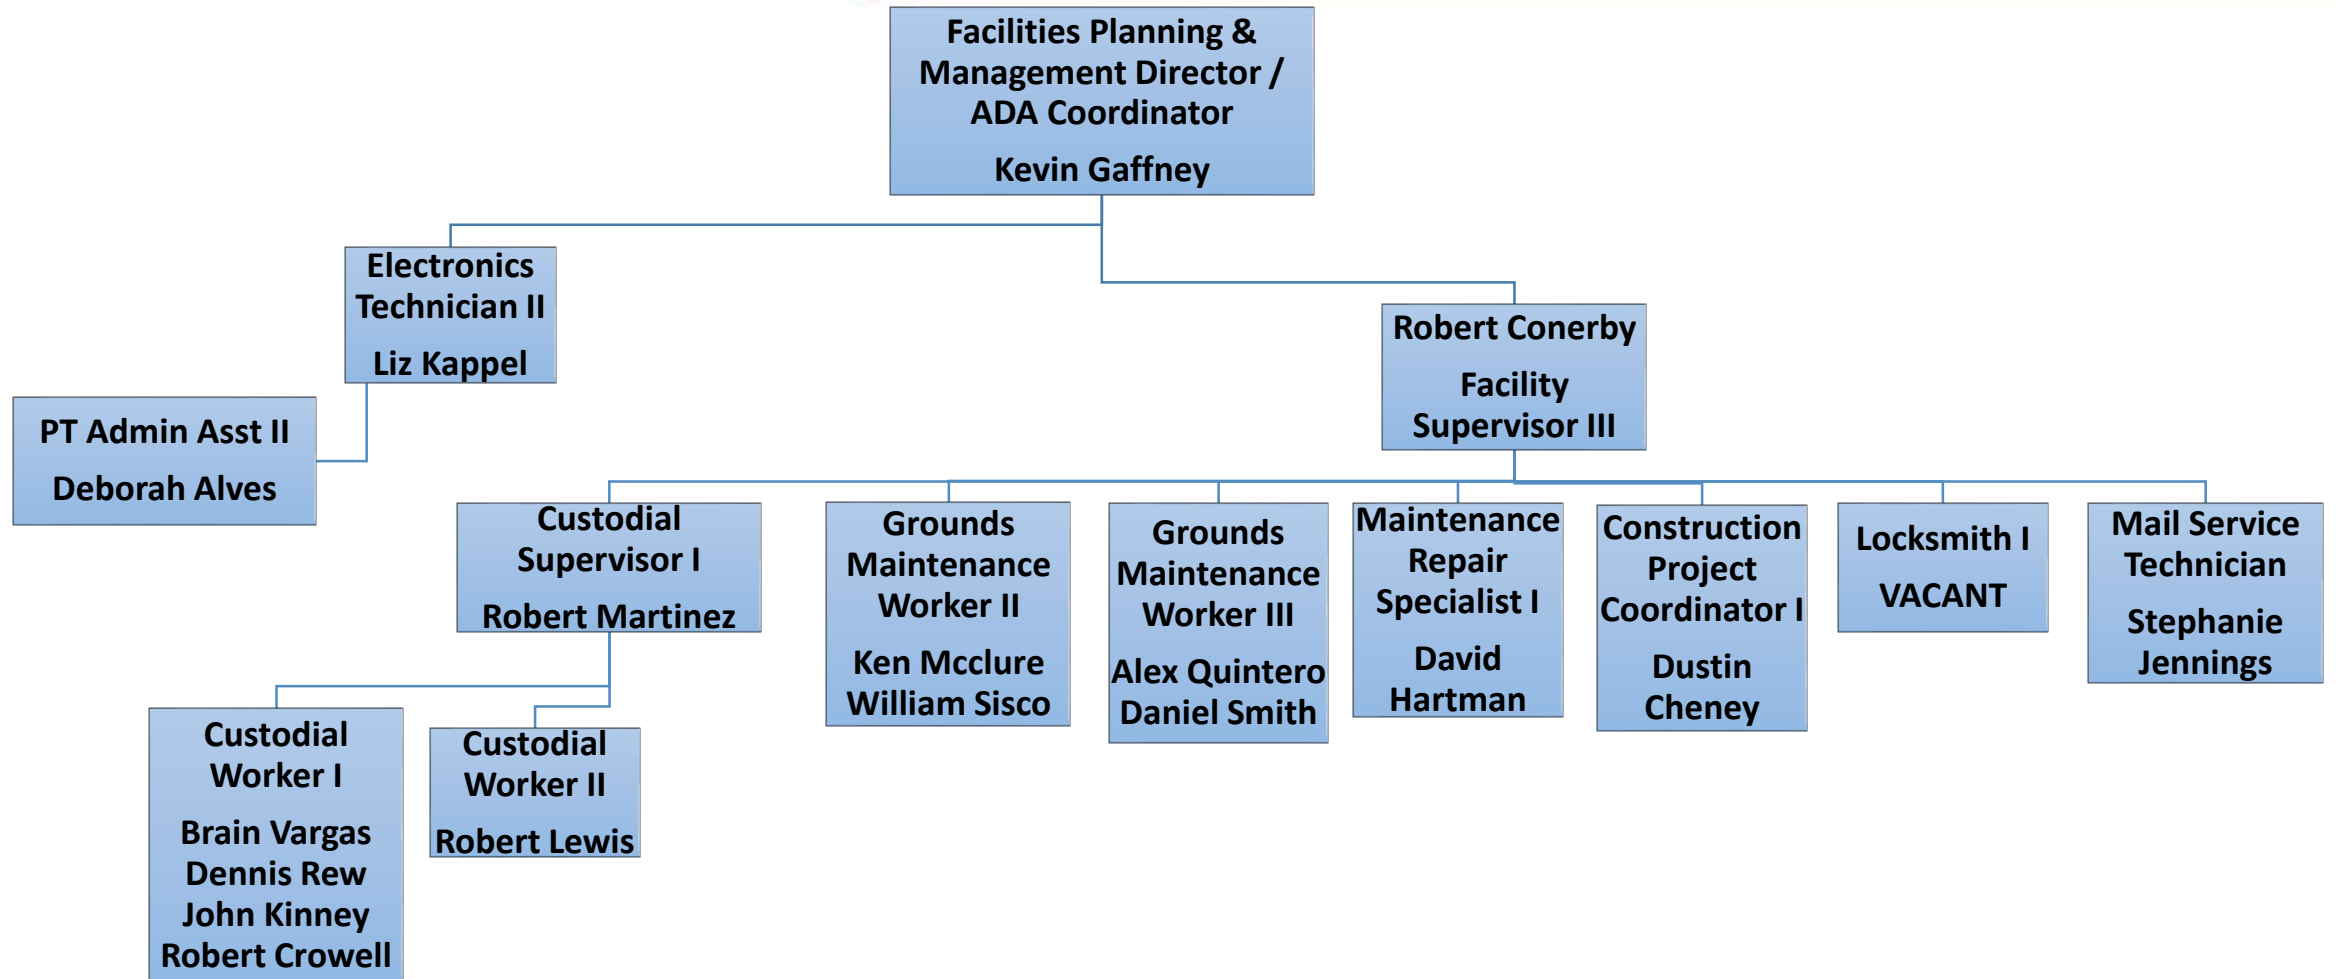 Facilities Planning &
Management Director /
ADA Coordinator
Kevin Gaffney
Electronics
Technician II
Liz Kappel
Robert Conerby
Facility
Supervisor III
PT Admin Asst II
Deborah Alves
Custodial
Supervisor I
Robert Martinez
Grounds
Maintenance
Worker II
Ken Mcclure
William Sisco
Grounds
Maintenance
Worker III
Alex Quintero
Daniel Smith
Maintenance
Repair
Specialist I
David
Hartman
Construction
Project
Coordinator I
Dustin
Cheney
Locksmith I
VACANT
Mail Service
Technician
Stephanie
Jennings
Custodial
Worker I
Brain Vargas
Dennis Rew
John Kinney
Robert Crowell
Custodial
Worker II
Robert Lewis